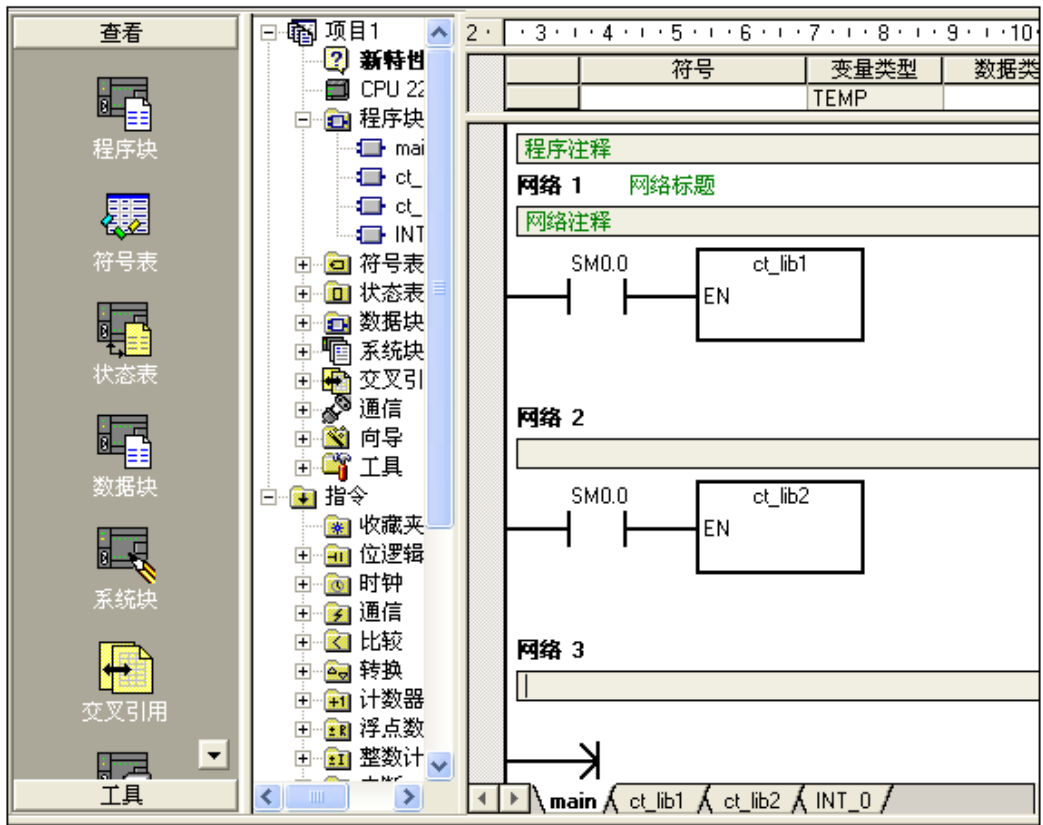 查看
程序块
符号表
状态表
数据块
系统块
交叉引用
工具
项目1
新特性
CPU 22
程序块
mai
ct_
ct_
INT
符号表
状态表
数据块
系统块
交叉引
通信
向导
工具
指令
收藏夹
位逻辑
时钟
通信
比较
转换
计数器
浮点数
整数计
2 · · 3 · ı · 4 · ı · 5 · ı · 6 · ı · 7 · ı · 8 · ı · 9 · ı · 10
符号 变量类型 数据类
TEMP
程序注释
网络 1 网络标题
网络注释
SM0.0 ct_lib1
EN
网络 2
SM0.0 ct_lib2
EN
网络 3
main ct_lib1 ct_lib2 INT_0